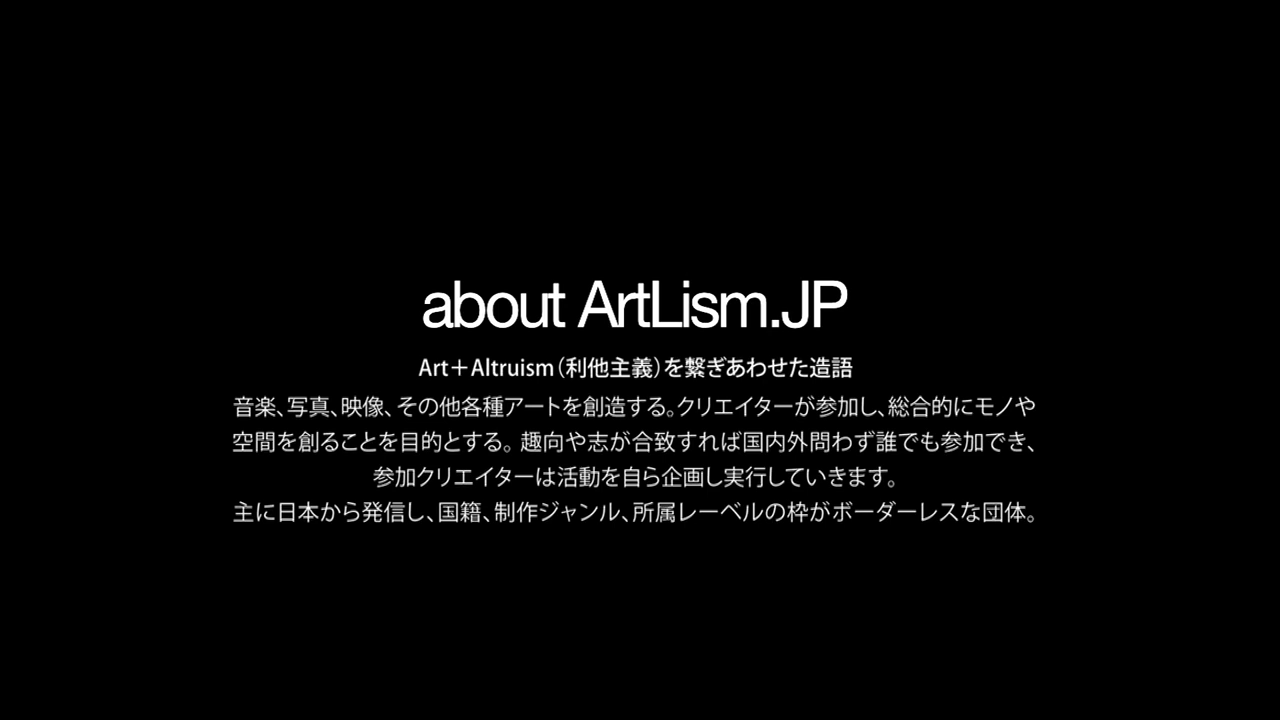 about ArtLism.JP
Art＋Altruism（利他主義）を繋ぎあわせた造語
音楽、写真、映像、その他各種アートを創造する。クリエイターが参加し、総合的にモノや
空間を創ることを目的とする。趣向や志が合致すれば国内外問わず誰でも参加でき、
参加クリエイターは活動を自ら企画し実行していきます。
主に日本から発信し、国籍、制作ジャンル、所属レーベルの枠がボーダーレスな団体。